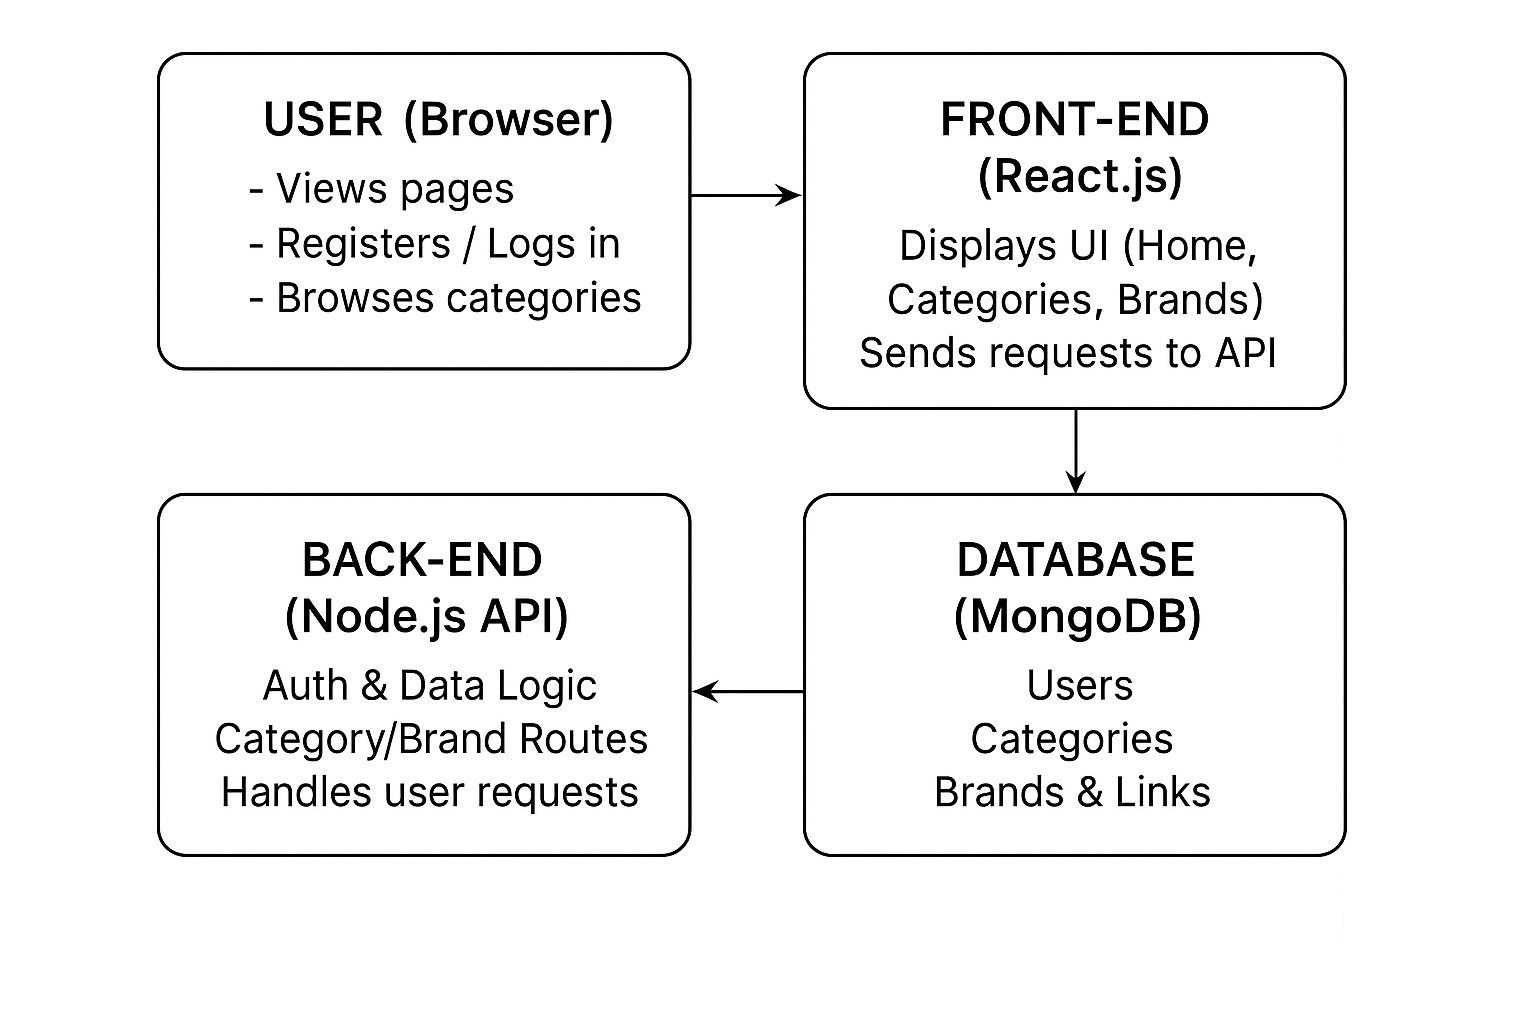 USER (Browser)
- Views pages
- Registers / Logs in
- Browses categories
FRONT-END
(React.js)
Displays UI (Home,
Categories, Brands)
Sends requests to API
BACK-END
(Node.js API)
Auth & Data Logic
Category/Brand Routes
Handles user requests
DATABASE
(MongoDB)
Users
Categories
Brands & Links